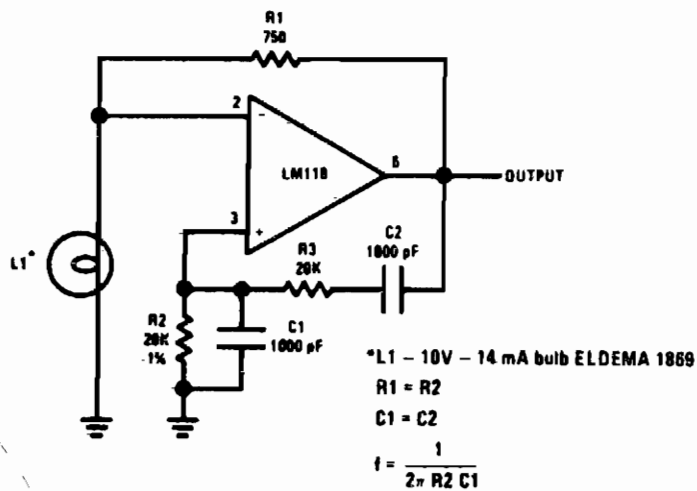 R1
750
2
-
LM118
6
OUTPUT
3
+
L1*
R3
20K
C2
1000 pF
R2
20K
1%
C1
1000 pF
*L1 – 10V – 14 mA bulb ELDEMA 1869
R1 = R2
C1 = C2
f = 1
2π R2 C1